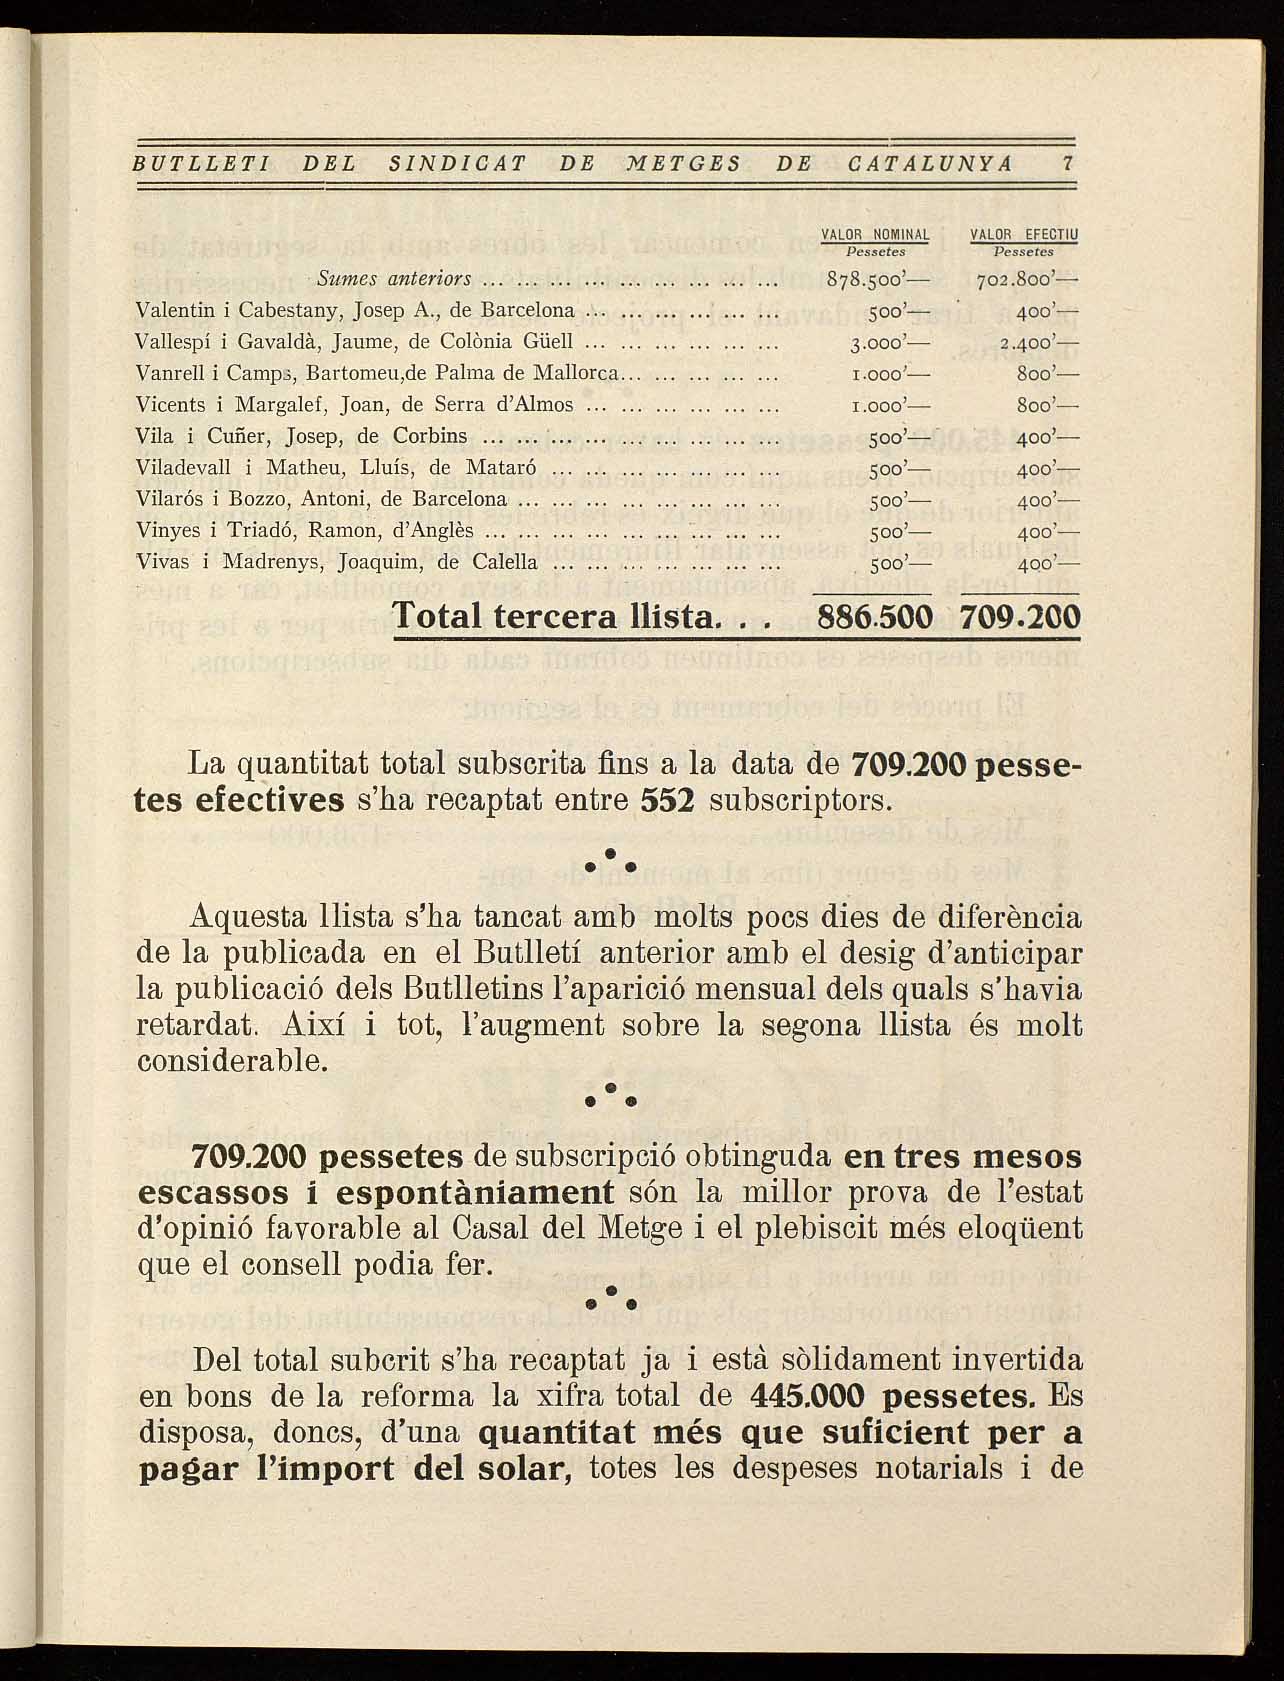 BUTLLETI DEL SINDICAT DE METGES DE CATALUNYA 7
VALOR NOMINAL VALOR EFECTIU
Pessetes Pessetes
Sumes anteriors ... ... ... ... ... ... ... ... ... 878.500’— 702.800’—
Valentin i Cabestany, Josep A., de Barcelona ... ... ... ... ... ... 500’— 400’—
Vallespí i Gavaldà, Jaume, de Colònia Güell ... ... ... ... ... ... 3.000’— 2.400’—
Vanrell i Camps, Bartomeu,de Palma de Mallorca... ... ... ... ... 1.000’— 800’—
Vicents i Margalef, Joan, de Serra d’Almos ... ... ... ... ... ... 1.000’— 800’—
Vila i Cuñer, Josep, de Corbins ... ... ... ... ... ... ... ... ... 500’— 400’—
Viladevall i Matheu, Lluís, de Mataró ... ... ... ... ... ... ... 500’— 400’—
Vilarós i Bozzo, Antoni, de Barcelona ... ... ... ... ... ... ... ... 500’— 400’—
Vinyes i Triadó, Ramon, d’Anglès ... ... ... ... ... ... ... ... ... 500’— 400’—
Vivas i Madrenys, Joaquim, de Calella ... ... ... ... ... ... ... 500’— 400’—
Total tercera llista. . . 886.500 709.200
La quantitat total subscrita fins a la data de 709.200 pesse-
tes efectives s’ha recaptat entre 552 subscriptors.
Aquesta llista s’ha tancat amb molts pocs dies de diferència
de la publicada en el Butlletí anterior amb el desig d’anticipar
la publicació dels Butlletins l’aparició mensual dels quals s’havia
retardat. Així i tot, l’augment sobre la segona llista és molt
considerable.
709.200 pessetes de subscripció obtinguda en tres mesos
escassos i espontàniament són la millor prova de l’estat
d’opinió favorable al Casal del Metge i el plebiscit més eloqüent
que el consell podia fer.
Del total subcrit s’ha recaptat ja i està sòlidament invertida
en bons de la reforma la xifra total de 445.000 pessetes. Es
disposa, doncs, d’una quantitat més que suficient per a
pagar l’import del solar, totes les despeses notarials i de